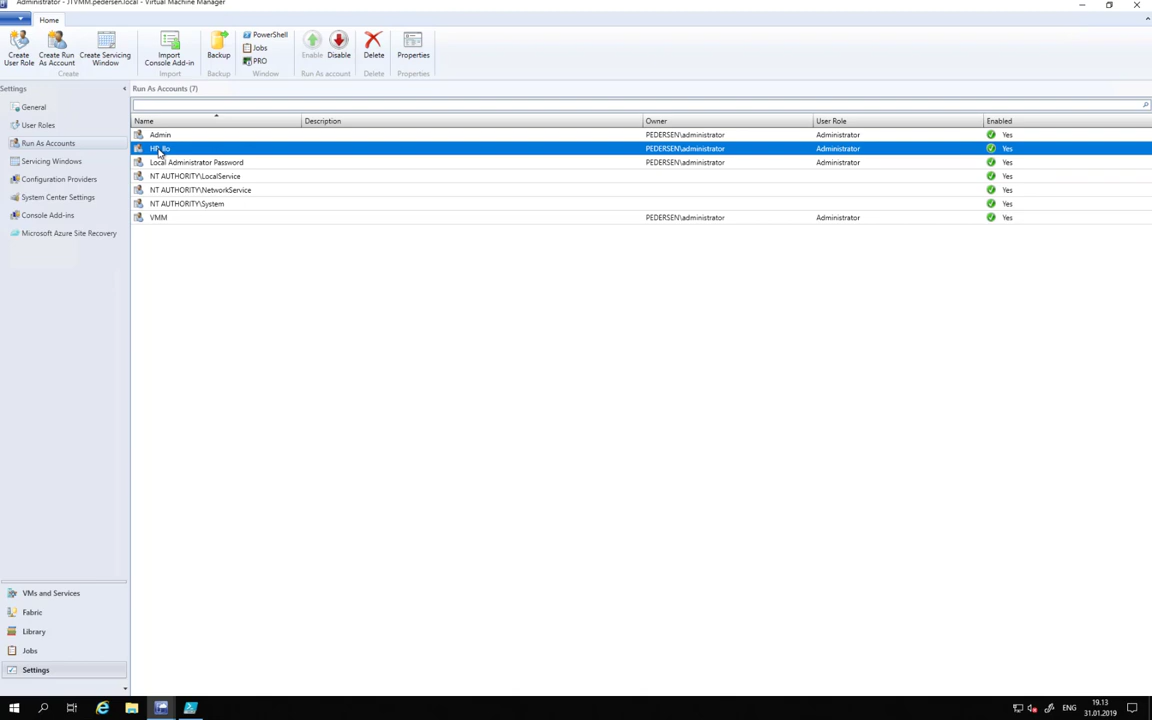 Administrator - JTVMM.pedersen.local - Virtual Machine Manager
Home
Create User Role
Create Run As Account
Create Servicing Window
Create
Import Console Add-in
Import
Backup
Backup
PowerShell
Jobs
PRO
Window
Enable
Disable
Run As account
Delete
Delete
Properties
Properties
Settings
General
User Roles
Run As Accounts
Servicing Windows
Configuration Providers
System Center Settings
Console Add-ins
Microsoft Azure Site Recovery
Run As Accounts (7)
Name Description Owner User Role Enabled
Admin PEDERSEN\administrator Administrator Yes
PEDERSEN\administrator Administrator Yes
Local Administrator Password PEDERSEN\administrator Administrator Yes
NT AUTHORITY\LocalService Yes
NT AUTHORITY\NetworkService Yes
NT AUTHORITY\System Yes
VMM PEDERSEN\administrator Administrator Yes
VMs and Services
Fabric
Library
Jobs
Settings
ENG
19.13
31.01.2019